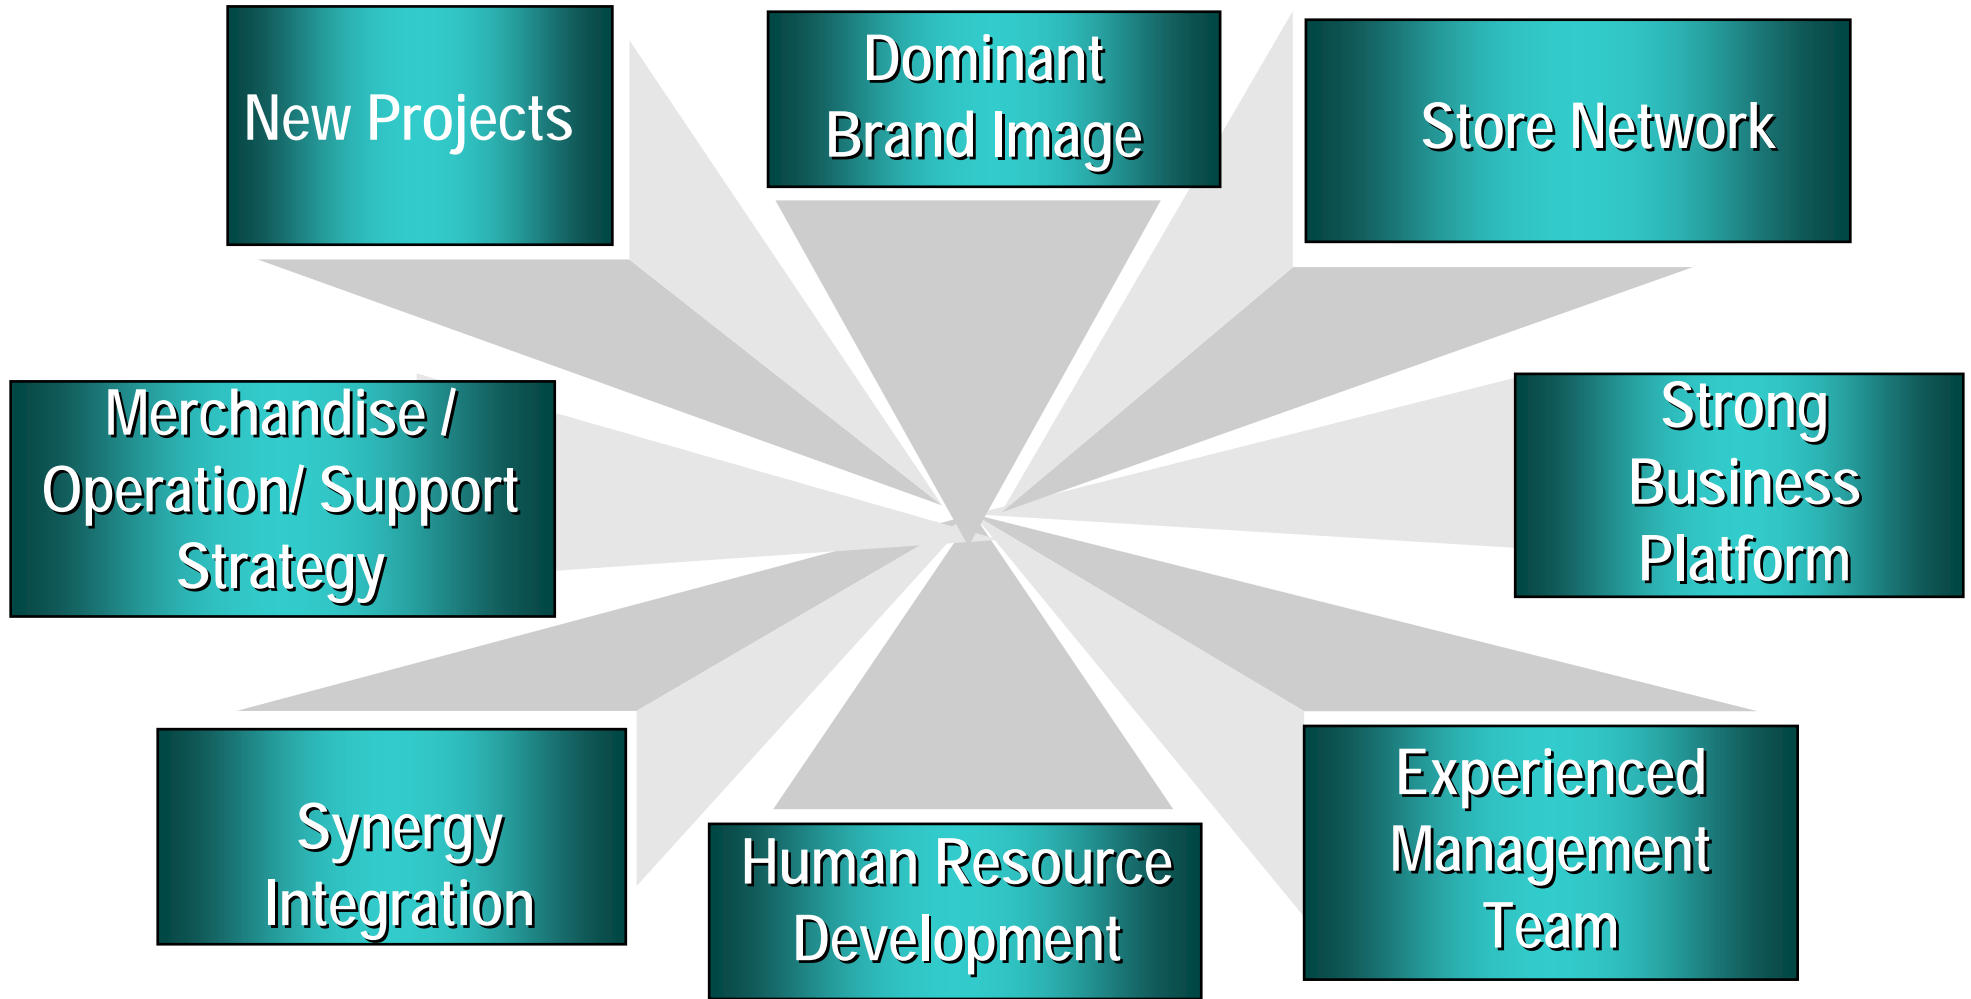 New Projects
Dominant
Brand Image
Store Network
Merchandise /
Operation/ Support
Strategy
Strong
Business
Platform
Synergy
Integration
Human Resource
Development
Experienced
Management
Team